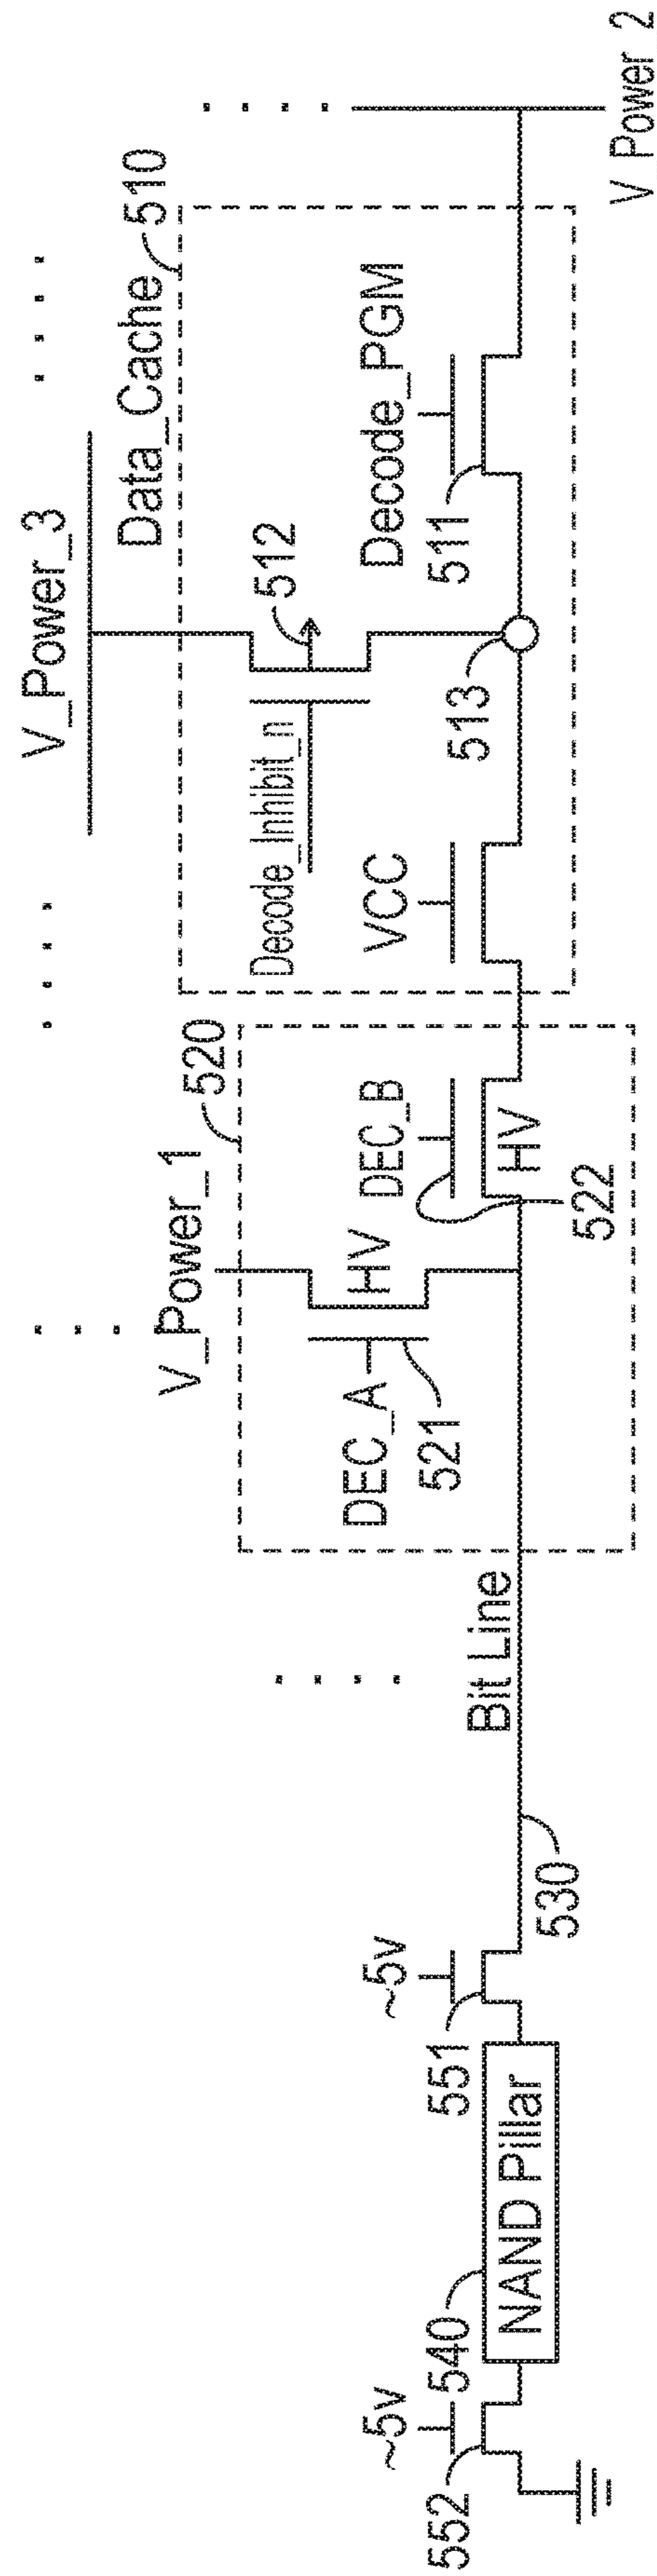 V_Power_3
Data_Cache
510
V_Power_1
520
Decode_Inhibit_n
512
Decode_PGM
511
VCC
513
V_Power_2
DEC_A
521
HV
DEC_B
HV
522
Bit Line
530
~5v
551
NAND Pillar
540
~5v
552